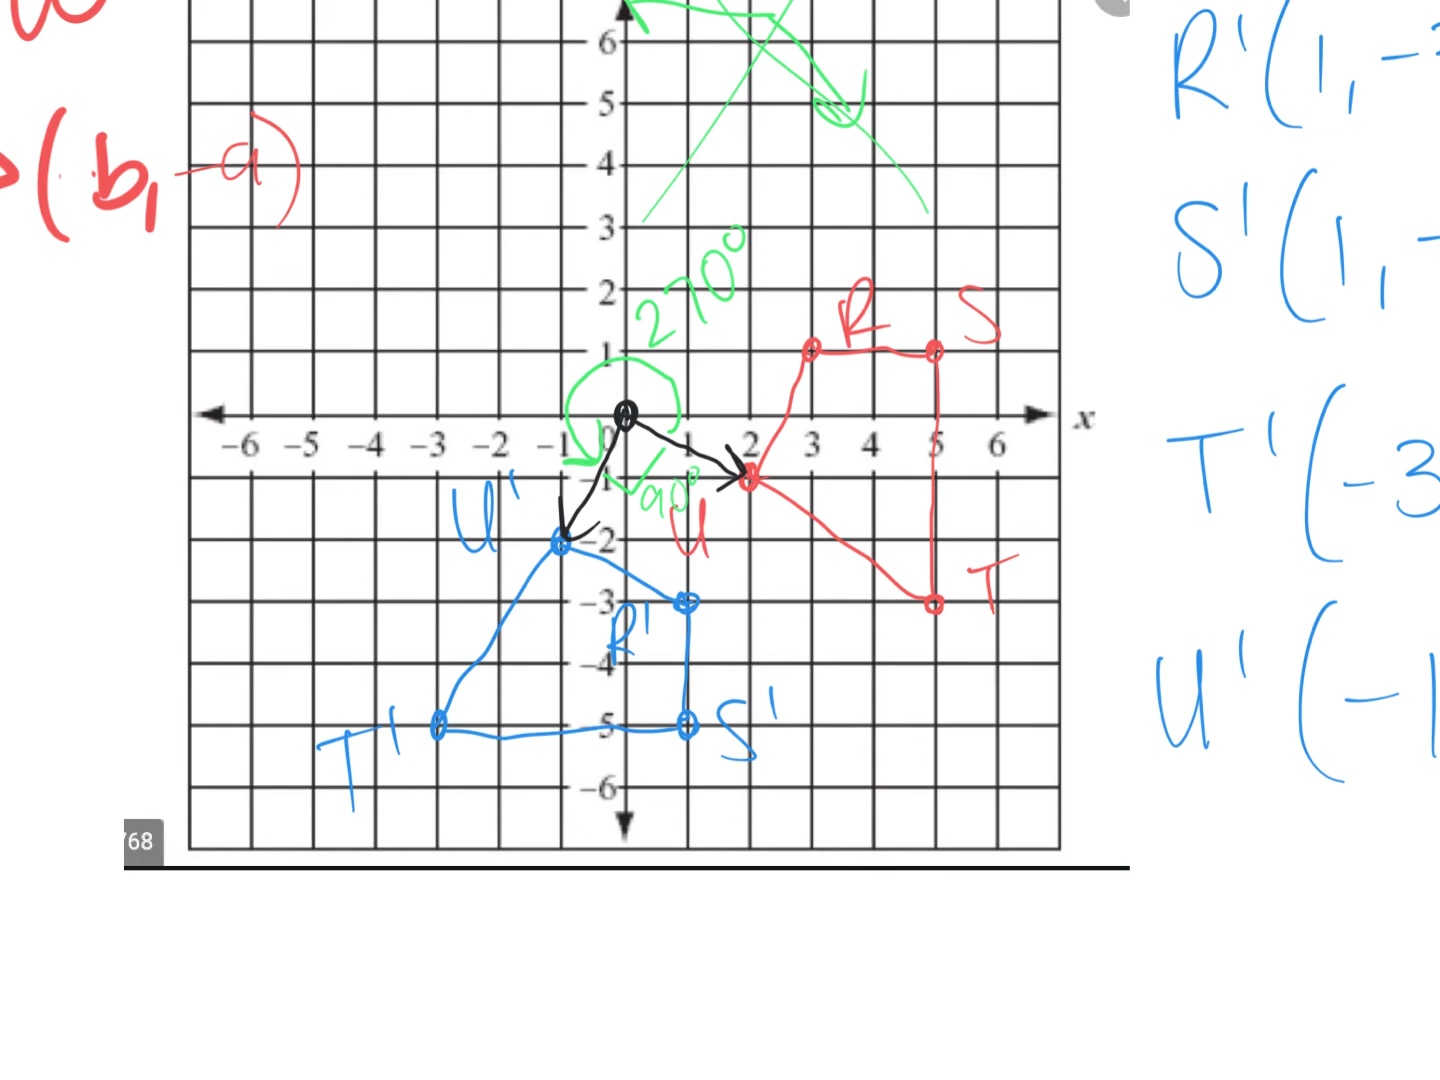 R'(1, -
(b, -a)
S'(1, -
T'(-3
U'(-1
6
5
4
3
2
1
270°
R
S
-6 -5 -4 -3 -2 -1 0 1 2 3 4 5 6
x
-1
90°
U'
U
-2
T
-3
R'
-4
T'
-5
S'
-6
68